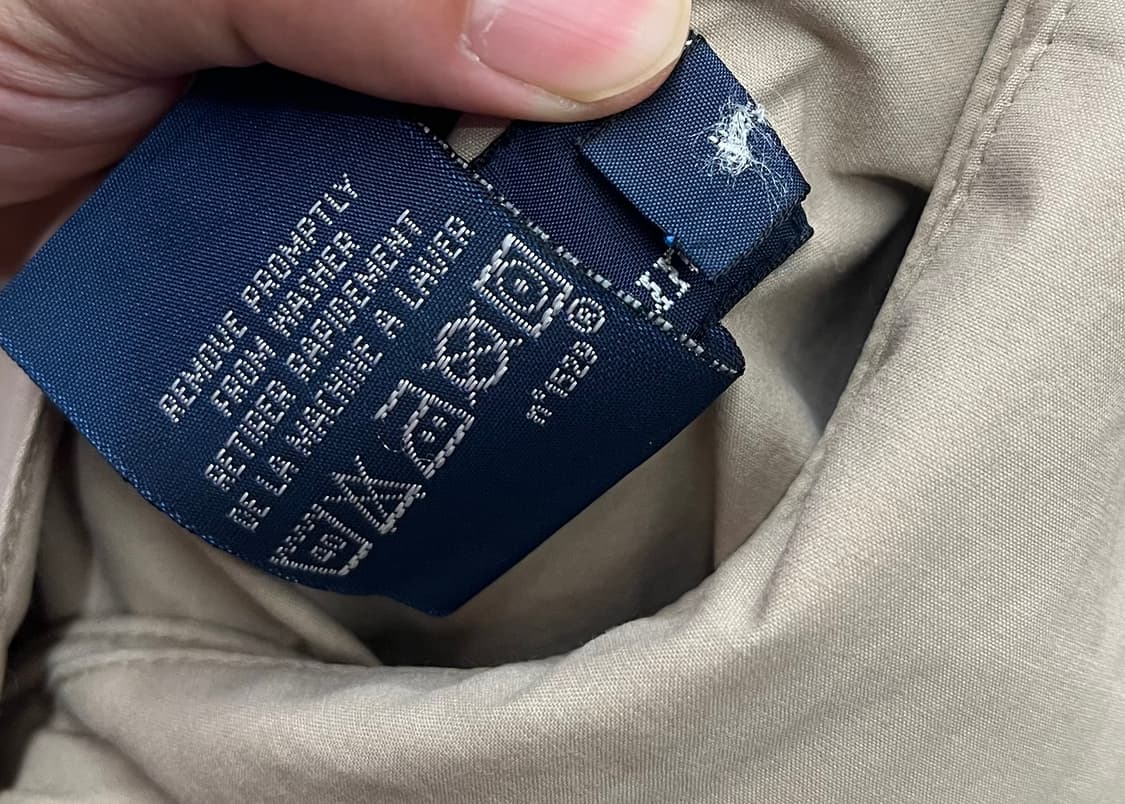 REMOVE PROMPTLY
FROM WASHER
RETIRER RAPIDEMENT
DE LA MACHINE A LAVER